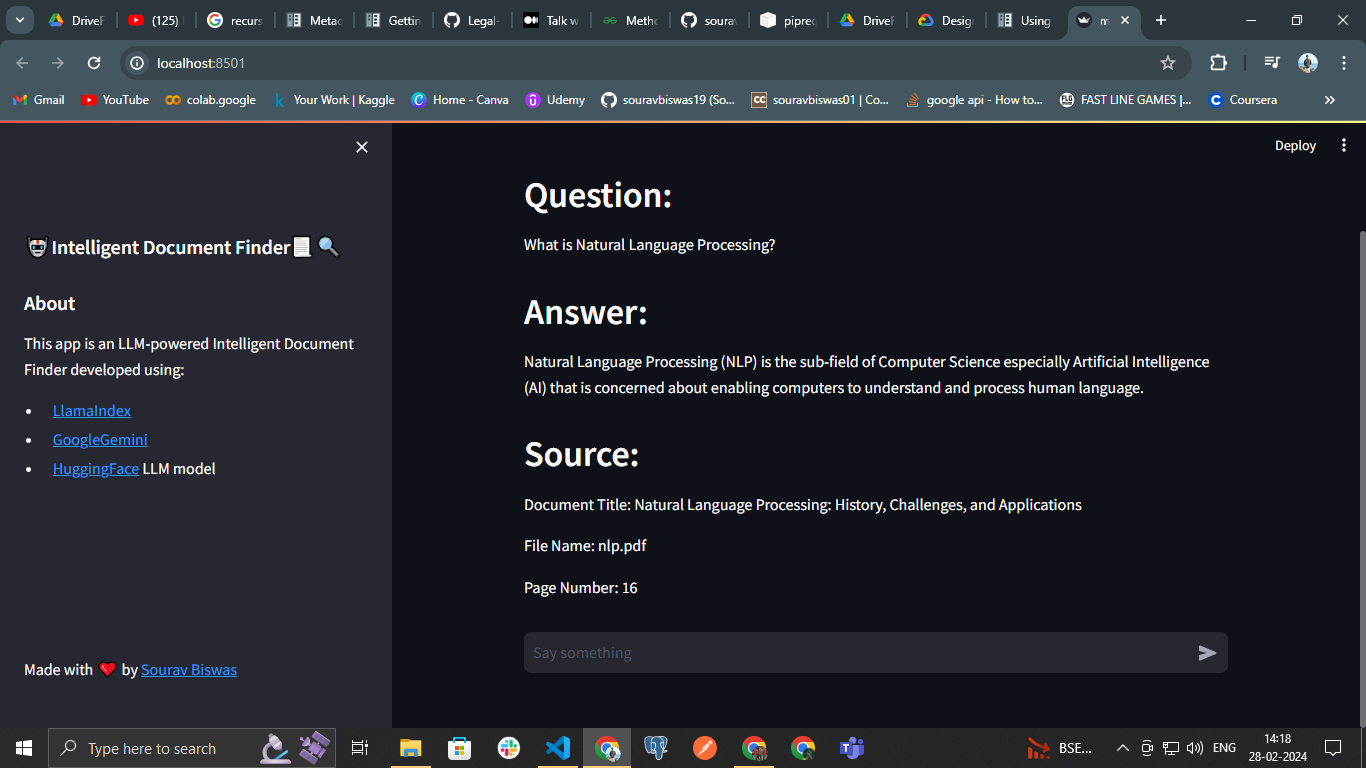 DriveF
(125)
recurs
Metad
Gettin
Legal-
Talk w
Metho
sourav
piprec
DriveF
Design
Using
m
localhost:8501
Gmail
YouTube
colab.google
Your Work | Kaggle
Home - Canva
Udemy
souravbiswas19 (So...
souravbiswas01 | Co...
google api - How to...
FAST LINE GAMES |...
Coursera
Deploy
Intelligent Document Finder
About
This app is an LLM-powered Intelligent Document
Finder developed using:
• LlamaIndex
• GoogleGemini
• HuggingFace LLM model
Made with ❤️ by Sourav Biswas
Question:
What is Natural Language Processing?
Answer:
Natural Language Processing (NLP) is the sub-field of Computer Science especially Artificial Intelligence
(AI) that is concerned about enabling computers to understand and process human language.
Source:
Document Title: Natural Language Processing: History, Challenges, and Applications
File Name: nlp.pdf
Page Number: 16
Say something
Type here to search
BSE...
ENG
14:18
28-02-2024